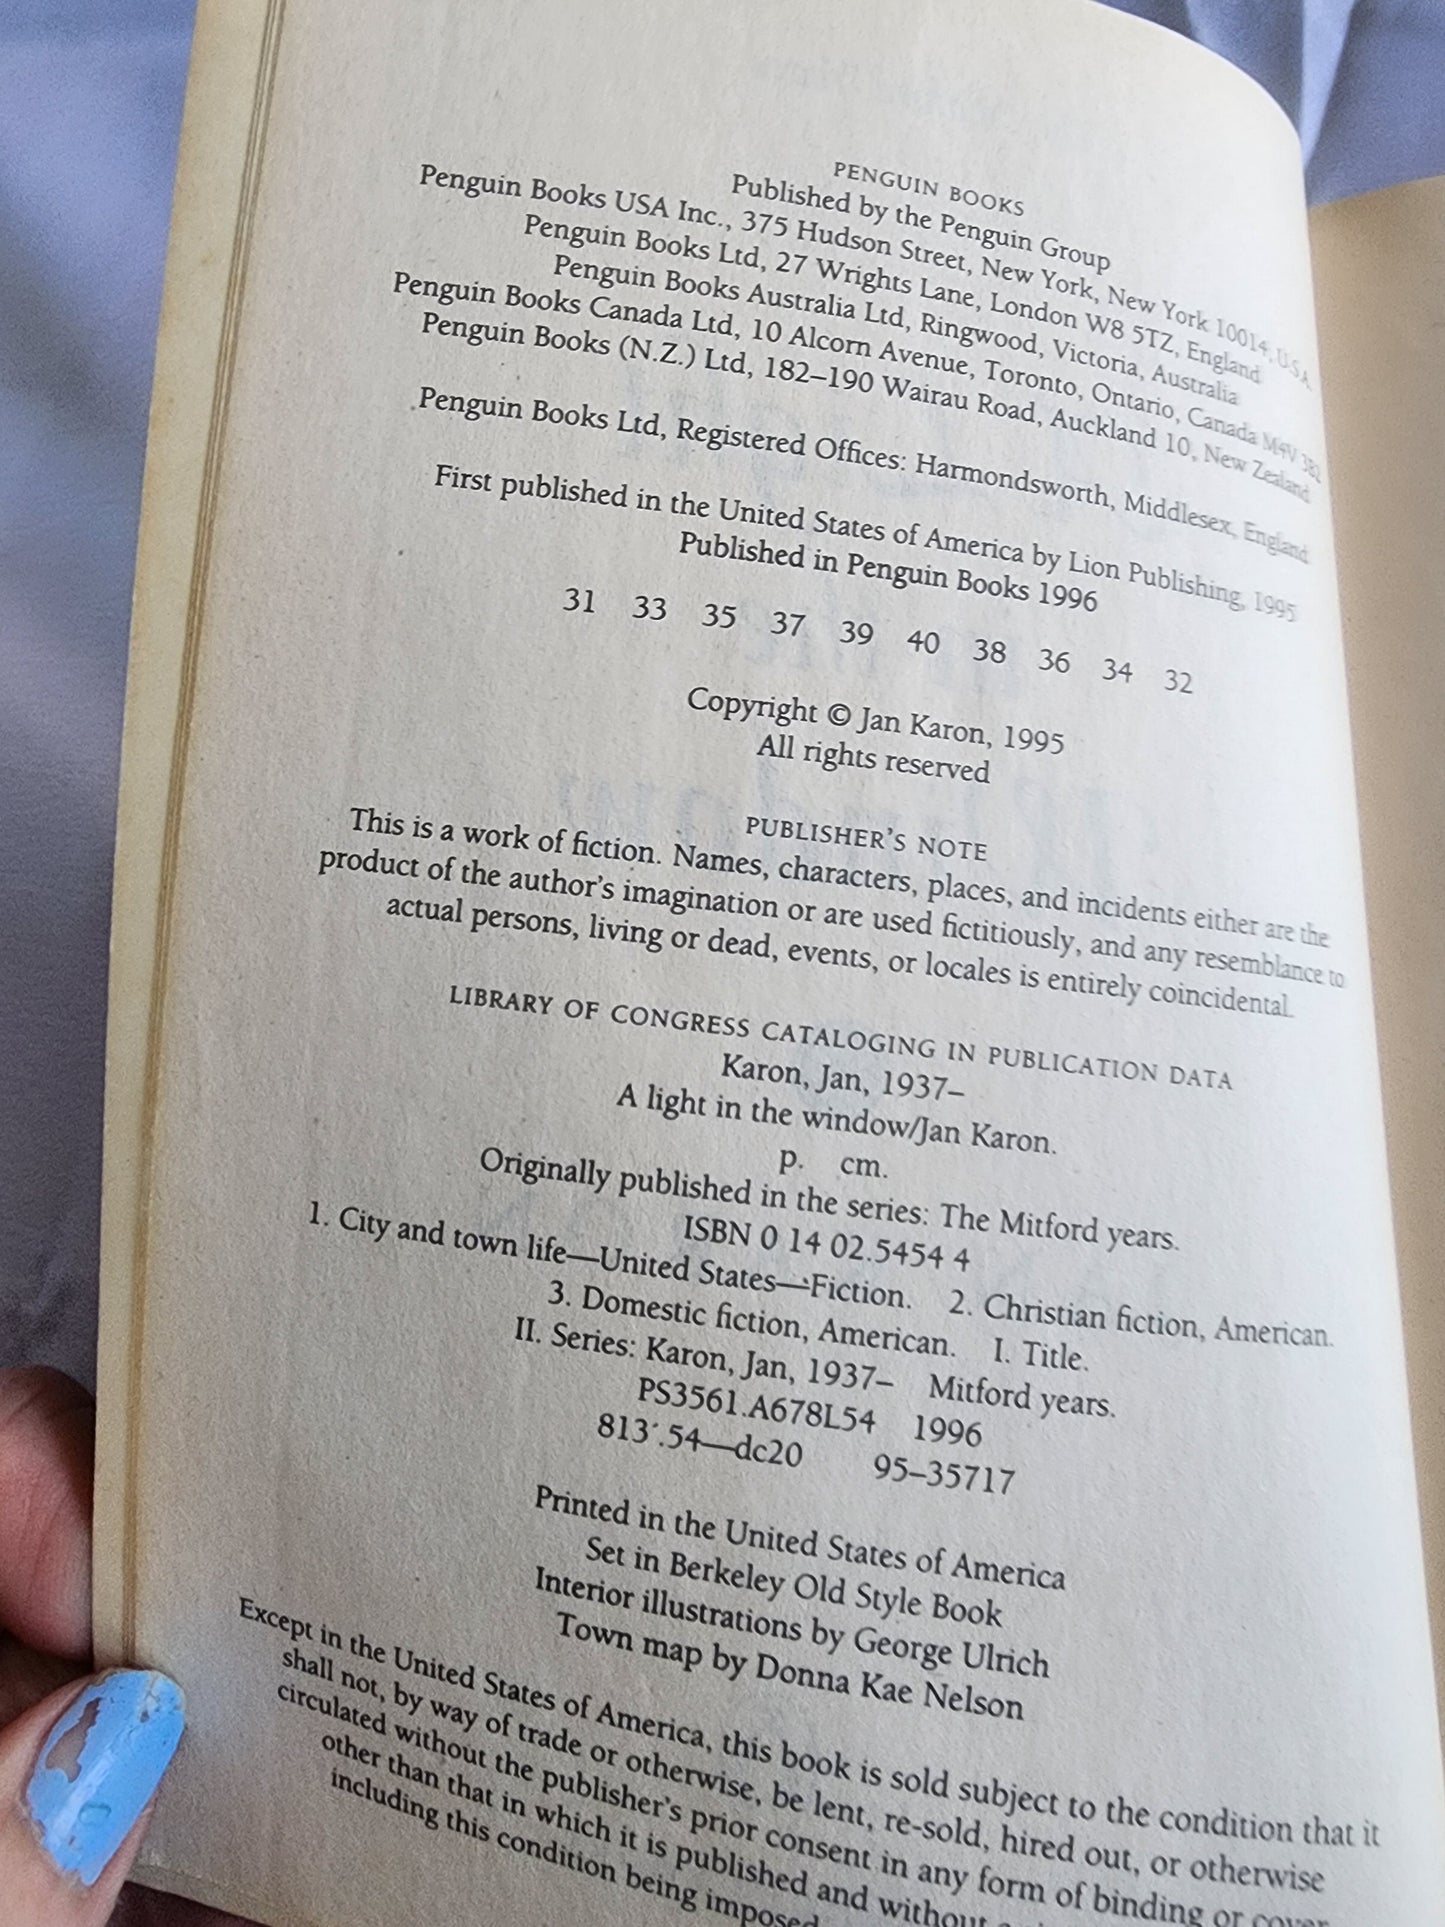 PENGUIN BOOKS
Published by the Penguin Group
Penguin Books USA Inc., 375 Hudson Street, New York, New York 10014, U.S.A.
Penguin Books Ltd, 27 Wrights Lane, London W8 5TZ, England
Penguin Books Australia Ltd, Ringwood, Victoria, Australia
Penguin Books Canada Ltd, 10 Alcorn Avenue, Toronto, Ontario, Canada M4V 3B2
Penguin Books (N.Z.) Ltd, 182–190 Wairau Road, Auckland 10, New Zealand
Penguin Books Ltd, Registered Offices: Harmondsworth, Middlesex, England
First published in the United States of America by Lion Publishing, 1995
Published in Penguin Books 1996
31 33 35 37 39 40 38 36 34 32
Copyright © Jan Karon, 1995
All rights reserved
PUBLISHER'S NOTE
This is a work of fiction. Names, characters, places, and incidents either are the
product of the author's imagination or are used fictitiously, and any resemblance to
actual persons, living or dead, events, or locales is entirely coincidental.
LIBRARY OF CONGRESS CATALOGING IN PUBLICATION DATA
Karon, Jan, 1937–
A light in the window/Jan Karon.
p. cm.
Originally published in the series: The Mitford years.
ISBN 0 14 02.5454 4
1. City and town life—United States—Fiction. 2. Christian fiction, American.
3. Domestic fiction, American. I. Title.
II. Series: Karon, Jan, 1937– Mitford years.
PS3561.A678L54 1996
813'.54—dc20 95–35717
Printed in the United States of America
Set in Berkeley Old Style Book
Interior illustrations by George Ulrich
Town map by Donna Kae Nelson
Except in the United States of America, this book is sold subject to the condition that it
shall not, by way of trade or otherwise, be lent, re-sold, hired out, or otherwise
circulated without the publisher's prior consent in any form of binding or cover
other than that in which it is published and without
including this condition being imposed